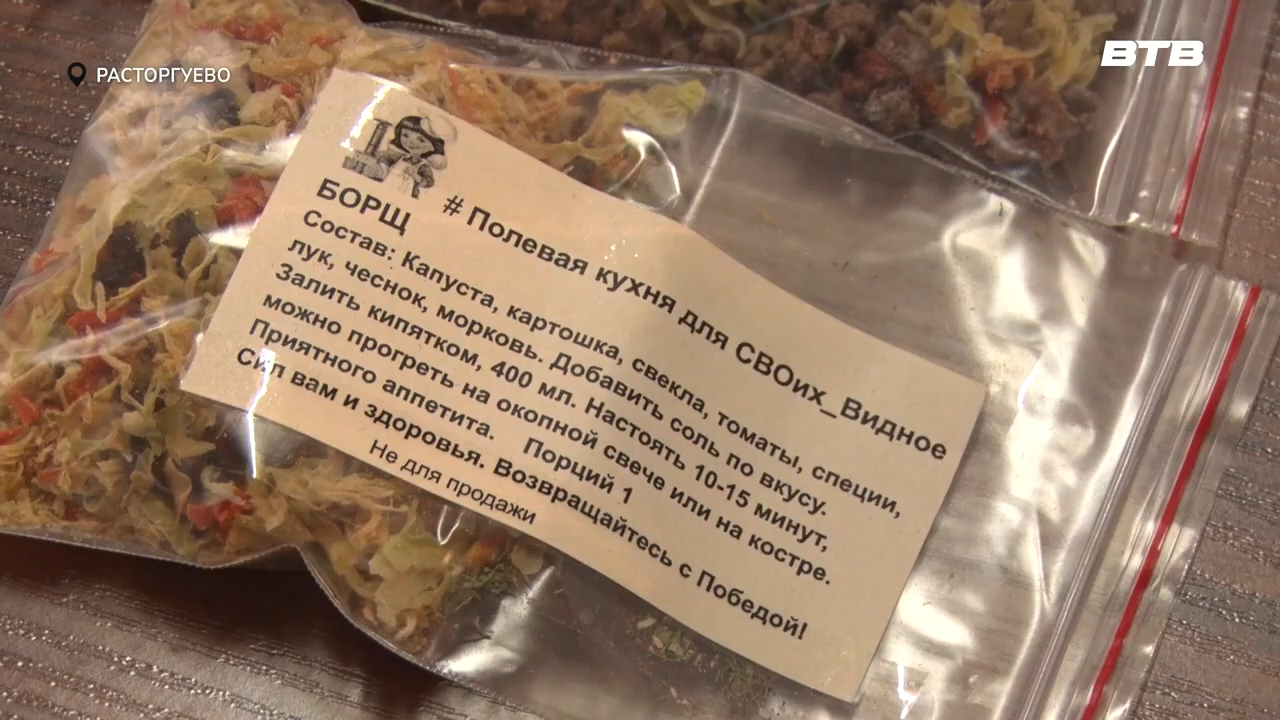 РАСТОРГУЕВО
ВТВ
БОРЩ
# Полевая кухня для СВОих_Видное
Состав: Капуста, картошка, свекла, томаты, специи,
лук, чеснок, морковь. Добавить соль по вкусу.
Залить кипятком, 400 мл. Настоять 10-15 минут,
можно прогреть на окопной свече или на костре.
Приятного аппетита. Порций 1
Сил вам и здоровья. Возвращайтесь с Победой!
Не для продажи